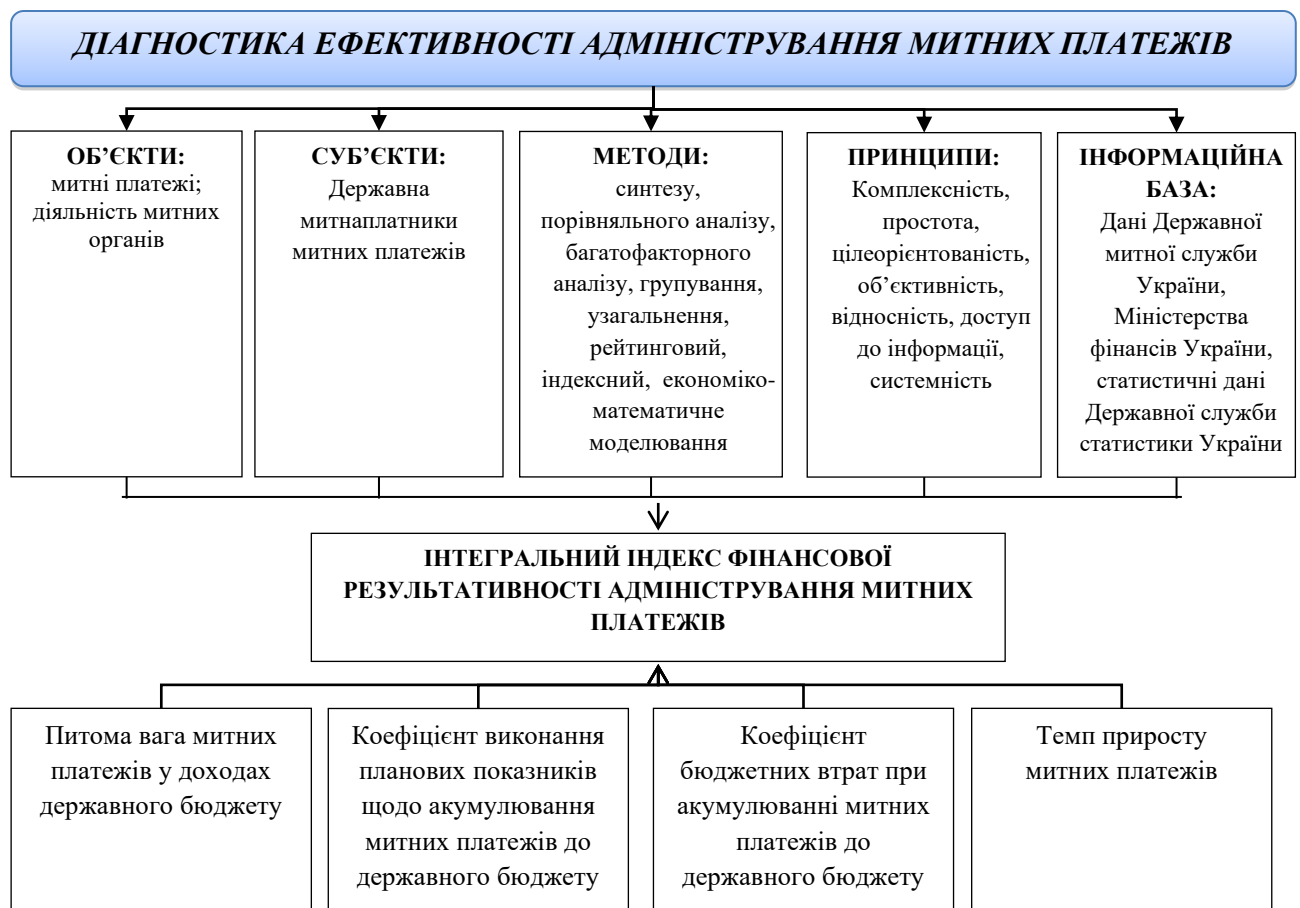 ДІАГНОСТИКА ЕФЕКТИВНОСТІ АДМІНІСТРУВАННЯ МИТНИХ ПЛАТЕЖІВ
ОБ’ЄКТИ:
митні платежі;
діяльність митних
органів
СУБ’ЄКТИ:
Державна
митнаплатники
митних платежів
МЕТОДИ:
синтезу,
порівняльного аналізу,
багатофакторного
аналізу, групування,
узагальнення,
рейтинговий,
індексний, економіко-
математичне
моделювання
ПРИНЦИПИ:
Комплексність,
простота,
цілеорієнтованість,
об’єктивність,
відносність, доступ
до інформації,
системність
ІНФОРМАЦІЙНА
БАЗА:
Дані Державної
митної служби
України,
Міністерства
фінансів України,
статистичні дані
Державної служби
статистики України
ІНТЕГРАЛЬНИЙ ІНДЕКС ФІНАНСОВОЇ
РЕЗУЛЬТАТИВНОСТІ АДМІНІСТРУВАННЯ МИТНИХ
ПЛАТЕЖІВ
Питома вага митних
платежів у доходах
державного бюджету
Коефіцієнт виконання
планових показників
щодо акумулювання
митних платежів до
державного бюджету
Коефіцієнт
бюджетних втрат при
акумулюванні митних
платежів до
державного бюджету
Темп приросту
митних платежів